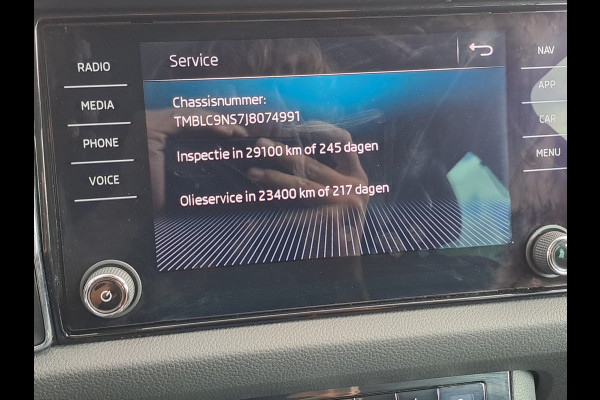 Service
RADIO
MEDIA
PHONE
VOICE
Chassisnummer:
TMBLC9NS7J8074991
Inspectie in 29100 km of 245 dagen
Olieservice in 23400 km of 217 dagen
NAV
APP
CAR
MENU